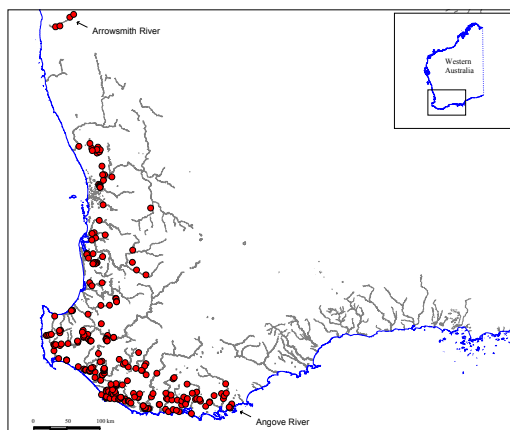 Arrowsmith River
Western
Australia
0 50 100 km
Angove River